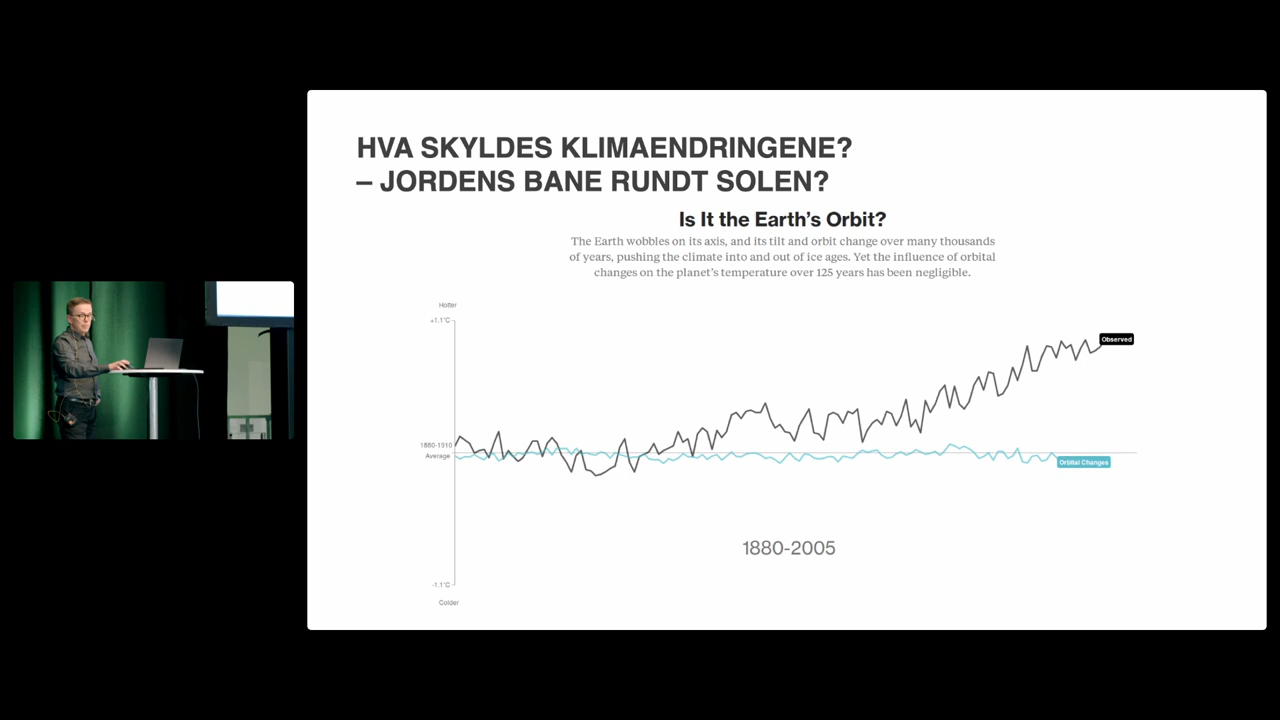 HVA SKYLDES KLIMAENDRINGENE?
– JORDENS BANE RUNDT SOLEN?
Is It the Earth's Orbit?
The Earth wobbles on its axis, and its tilt and orbit change over many thousands
of years, pushing the climate into and out of ice ages. Yet the influence of orbital
changes on the planet's temperature over 125 years has been negligible.
Hotter
+1.1°C
Observed
1880-1910
Average
Orbital Changes
1880-2005
-1.1°C
Colder